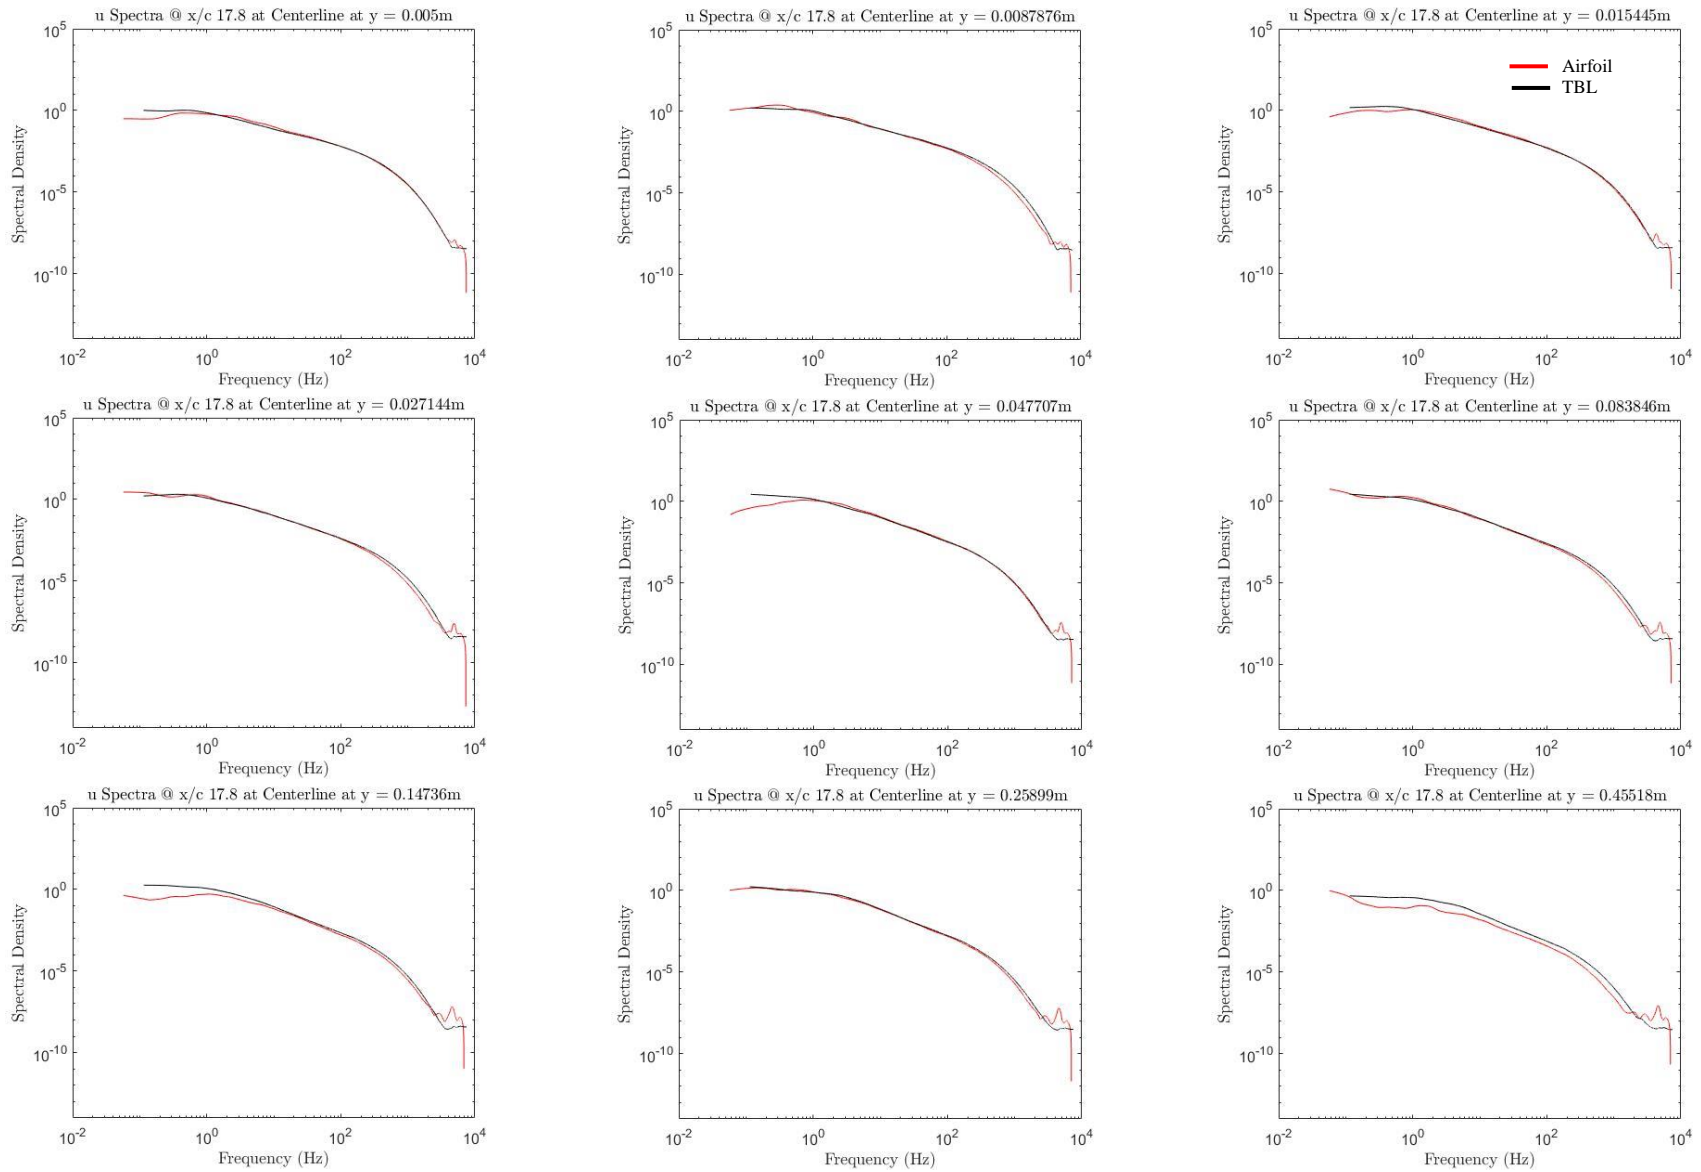 u Spectra @ x/c 17.8 at Centerline at y = 0.005m
10^5
10^0
10^-5
10^-10
Spectral Density
10^-2
10^0
10^2
10^4
Frequency (Hz)
u Spectra @ x/c 17.8 at Centerline at y = 0.0087876m
10^5
10^0
10^-5
10^-10
Spectral Density
10^-2
10^0
10^2
10^4
Frequency (Hz)
u Spectra @ x/c 17.8 at Centerline at y = 0.015445m
Airfoil
TBL
10^5
10^0
10^-5
10^-10
Spectral Density
10^-2
10^0
10^2
10^4
Frequency (Hz)
u Spectra @ x/c 17.8 at Centerline at y = 0.027144m
10^5
10^0
10^-5
10^-10
Spectral Density
10^-2
10^0
10^2
10^4
Frequency (Hz)
u Spectra @ x/c 17.8 at Centerline at y = 0.047707m
10^5
10^0
10^-5
10^-10
Spectral Density
10^-2
10^0
10^2
10^4
Frequency (Hz)
u Spectra @ x/c 17.8 at Centerline at y = 0.083846m
10^5
10^0
10^-5
10^-10
Spectral Density
10^-2
10^0
10^2
10^4
Frequency (Hz)
u Spectra @ x/c 17.8 at Centerline at y = 0.14736m
10^5
10^0
10^-5
10^-10
Spectral Density
10^-2
10^0
10^2
10^4
Frequency (Hz)
u Spectra @ x/c 17.8 at Centerline at y = 0.25899m
10^5
10^0
10^-5
10^-10
Spectral Density
10^-2
10^0
10^2
10^4
Frequency (Hz)
u Spectra @ x/c 17.8 at Centerline at y = 0.45518m
10^5
10^0
10^-5
10^-10
Spectral Density
10^-2
10^0
10^2
10^4
Frequency (Hz)